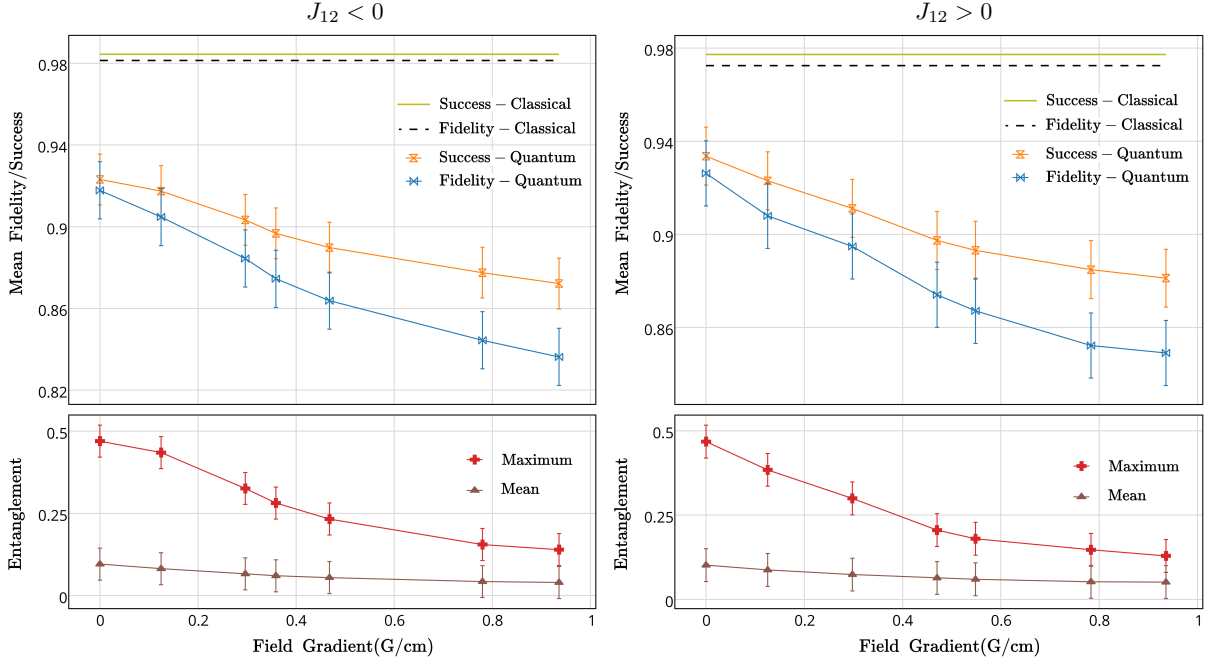 J₁₂ < 0
0.98
0.94
0.9
0.86
0.82
Mean Fidelity/Success
Success − Classical
Fidelity − Classical
Success − Quantum
Fidelity − Quantum
0.5
0.25
0
Entanglement
Maximum
Mean
0 0.2 0.4 0.6 0.8 1
Field Gradient(G/cm)
J₁₂ > 0
0.98
0.94
0.9
0.86
Mean Fidelity/Success
Success − Classical
Fidelity − Classical
Success − Quantum
Fidelity − Quantum
0.5
0.25
0
Entanglement
Maximum
Mean
0 0.2 0.4 0.6 0.8 1
Field Gradient(G/cm)